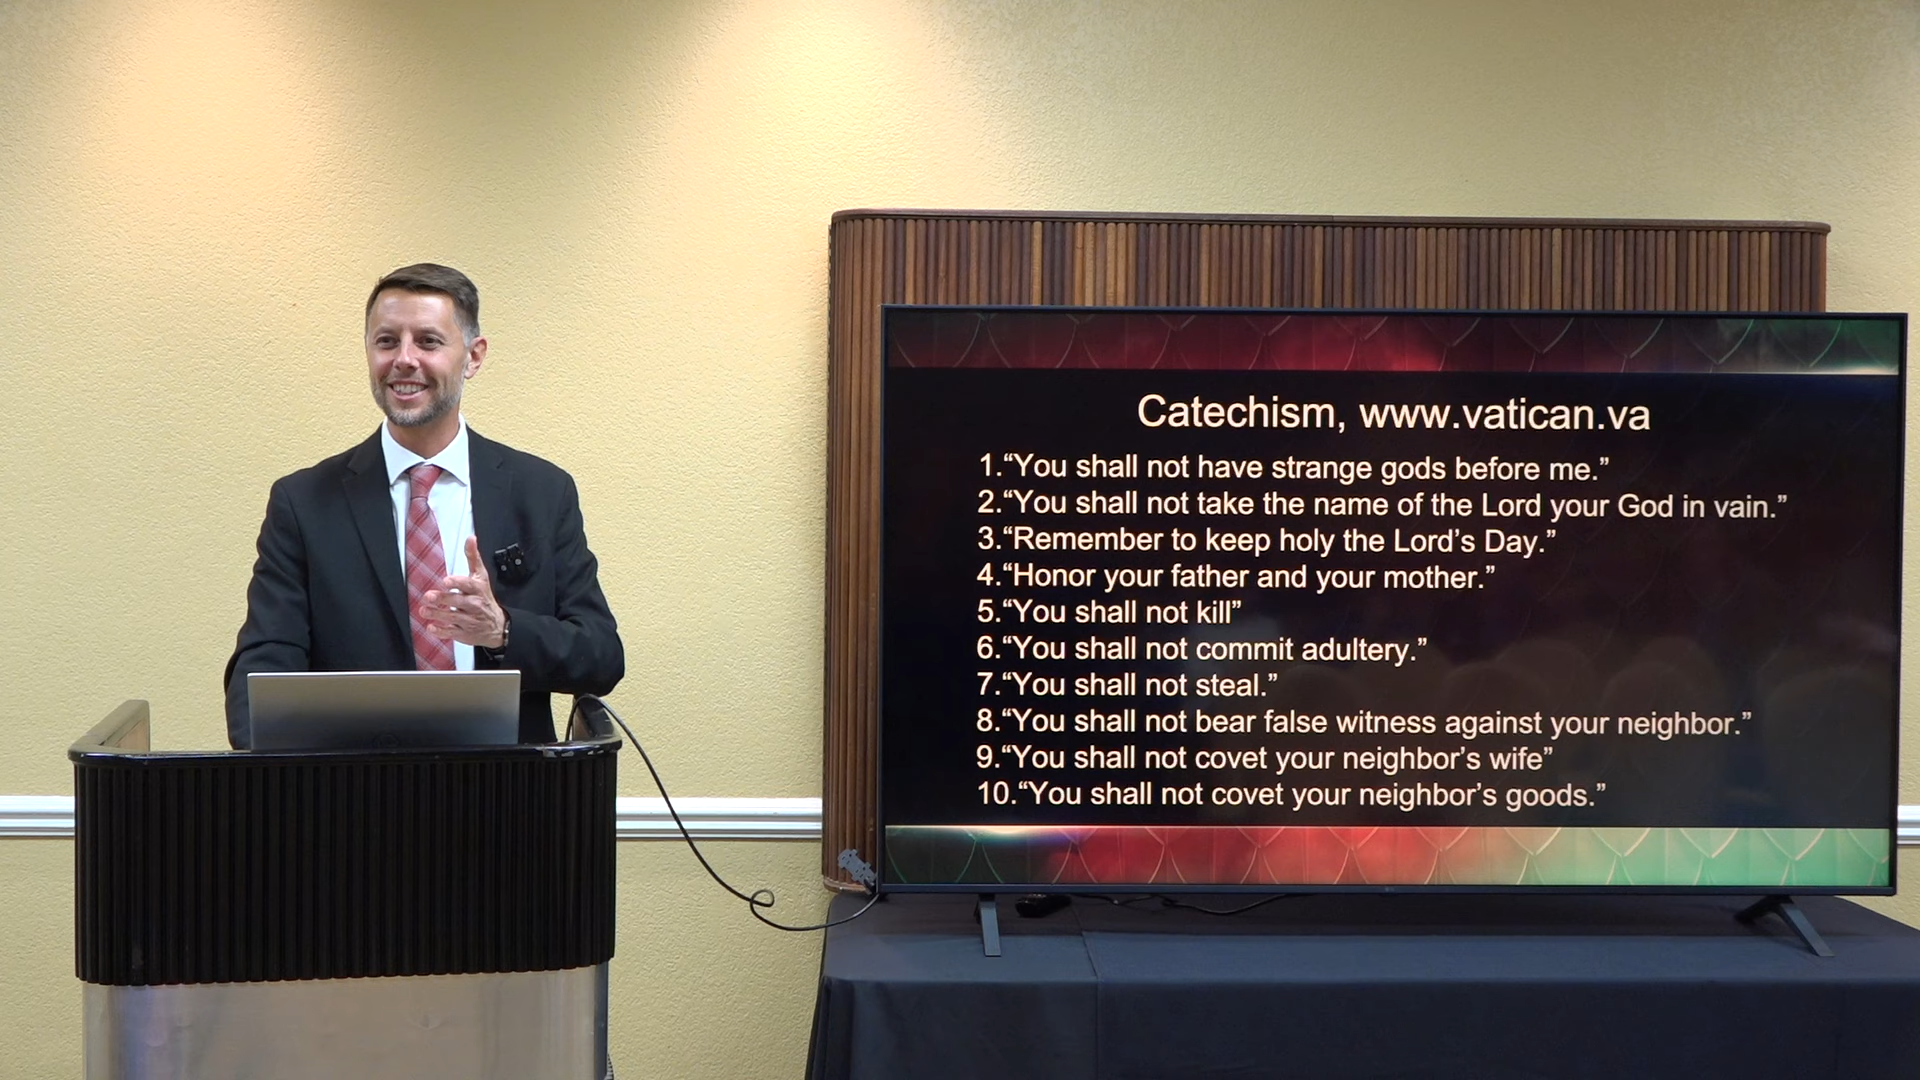 Catechism, www.vatican.va
1.“You shall not have strange gods before me.”
2.“You shall not take the name of the Lord your God in vain.”
3.“Remember to keep holy the Lord’s Day.”
4.“Honor your father and your mother.”
5.“You shall not kill”
6.“You shall not commit adultery.”
7.“You shall not steal.”
8.“You shall not bear false witness against your neighbor.”
9.“You shall not covet your neighbor’s wife”
10.“You shall not covet your neighbor’s goods.”